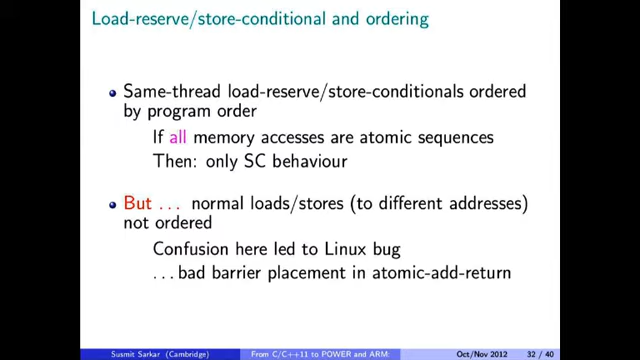 Load-reserve/store-conditional and ordering
Same-thread load-reserve/store-conditionals ordered
by program order
If all memory accesses are atomic sequences
Then: only SC behaviour
But ... normal loads/stores (to different addresses)
not ordered
Confusion here led to Linux bug
... bad barrier placement in atomic-add-return
Susmit Sarkar (Cambridge) From C/C++11 to POWER and ARM: Oct/Nov 2012 32 / 40